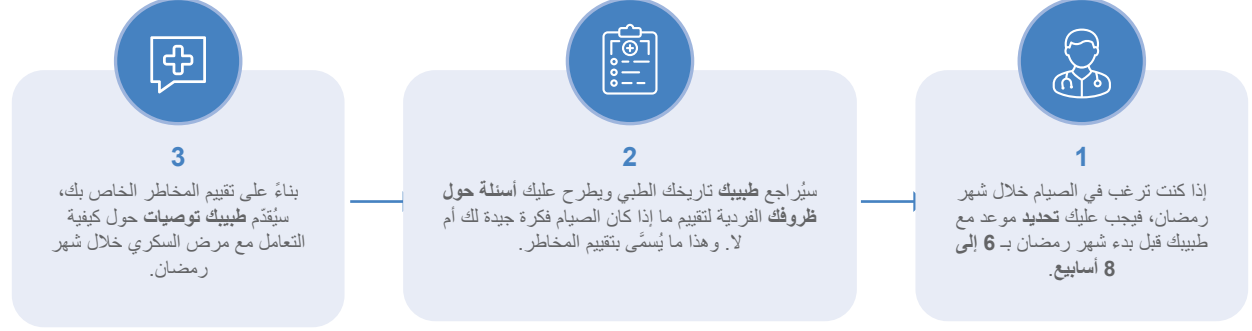 1
إذا كنت ترغب في الصيام خلال شهر
رمضان، فيجب عليك تحديد موعد مع
طبيبك قبل بدء شهر رمضان بـ 6 إلى
8 أسابيع.
2
سيُراجع طبيبك تاريخك الطبي ويطرح عليك أسئلة حول
ظروفك الفردية لتقييم ما إذا كان الصيام فكرة جيدة لك أم
لا. وهذا ما يُسمَّى بتقييم المخاطر.
3
بناءً على تقييم المخاطر الخاص بك،
سيُقدّم طبيبك توصيات حول كيفية
التعامل مع مرض السكري خلال شهر
رمضان.